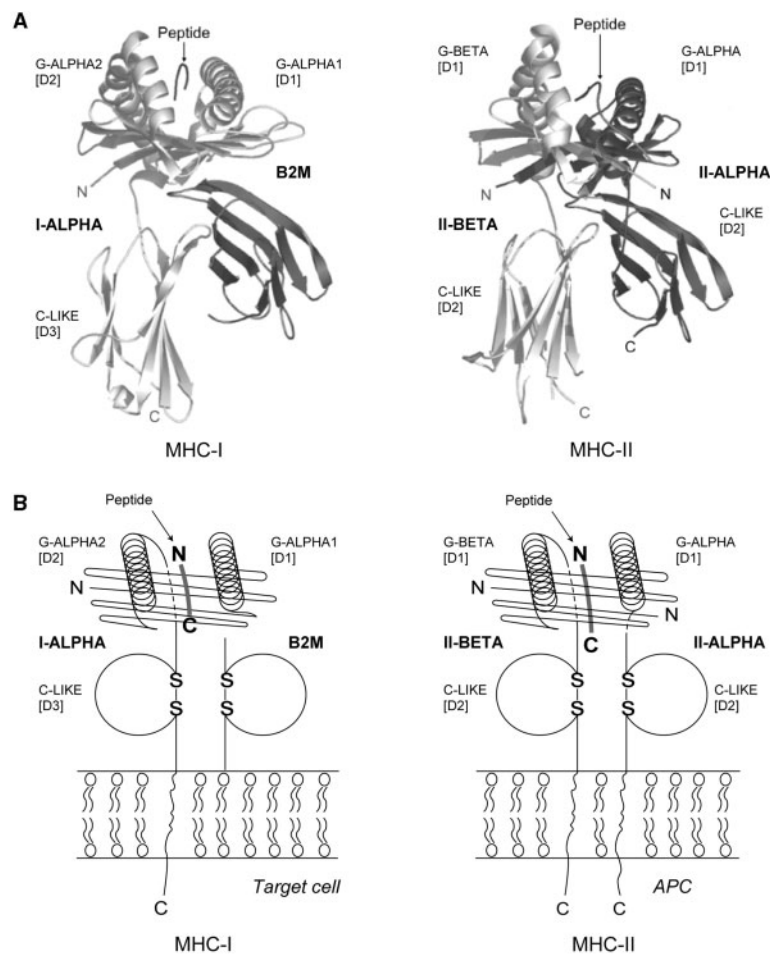 A
Peptide
G-ALPHA2
[D2]
G-ALPHA1
[D1]
B2M
N
I-ALPHA
C-LIKE
[D3]
C
MHC-I
Peptide
G-BETA
[D1]
G-ALPHA
[D1]
N
N
II-ALPHA
II-BETA
C-LIKE
[D2]
C-LIKE
[D2]
C
C
MHC-II
B
Peptide
G-ALPHA2
[D2]
N
G-ALPHA1
[D1]
N
C
I-ALPHA
B2M
C-LIKE
[D3]
S
S
S
S
Target cell
C
MHC-I
Peptide
G-BETA
[D1]
N
G-ALPHA
[D1]
N
N
C
II-BETA
II-ALPHA
C-LIKE
[D2]
S
S
S
S
C-LIKE
[D2]
APC
C
C
MHC-II